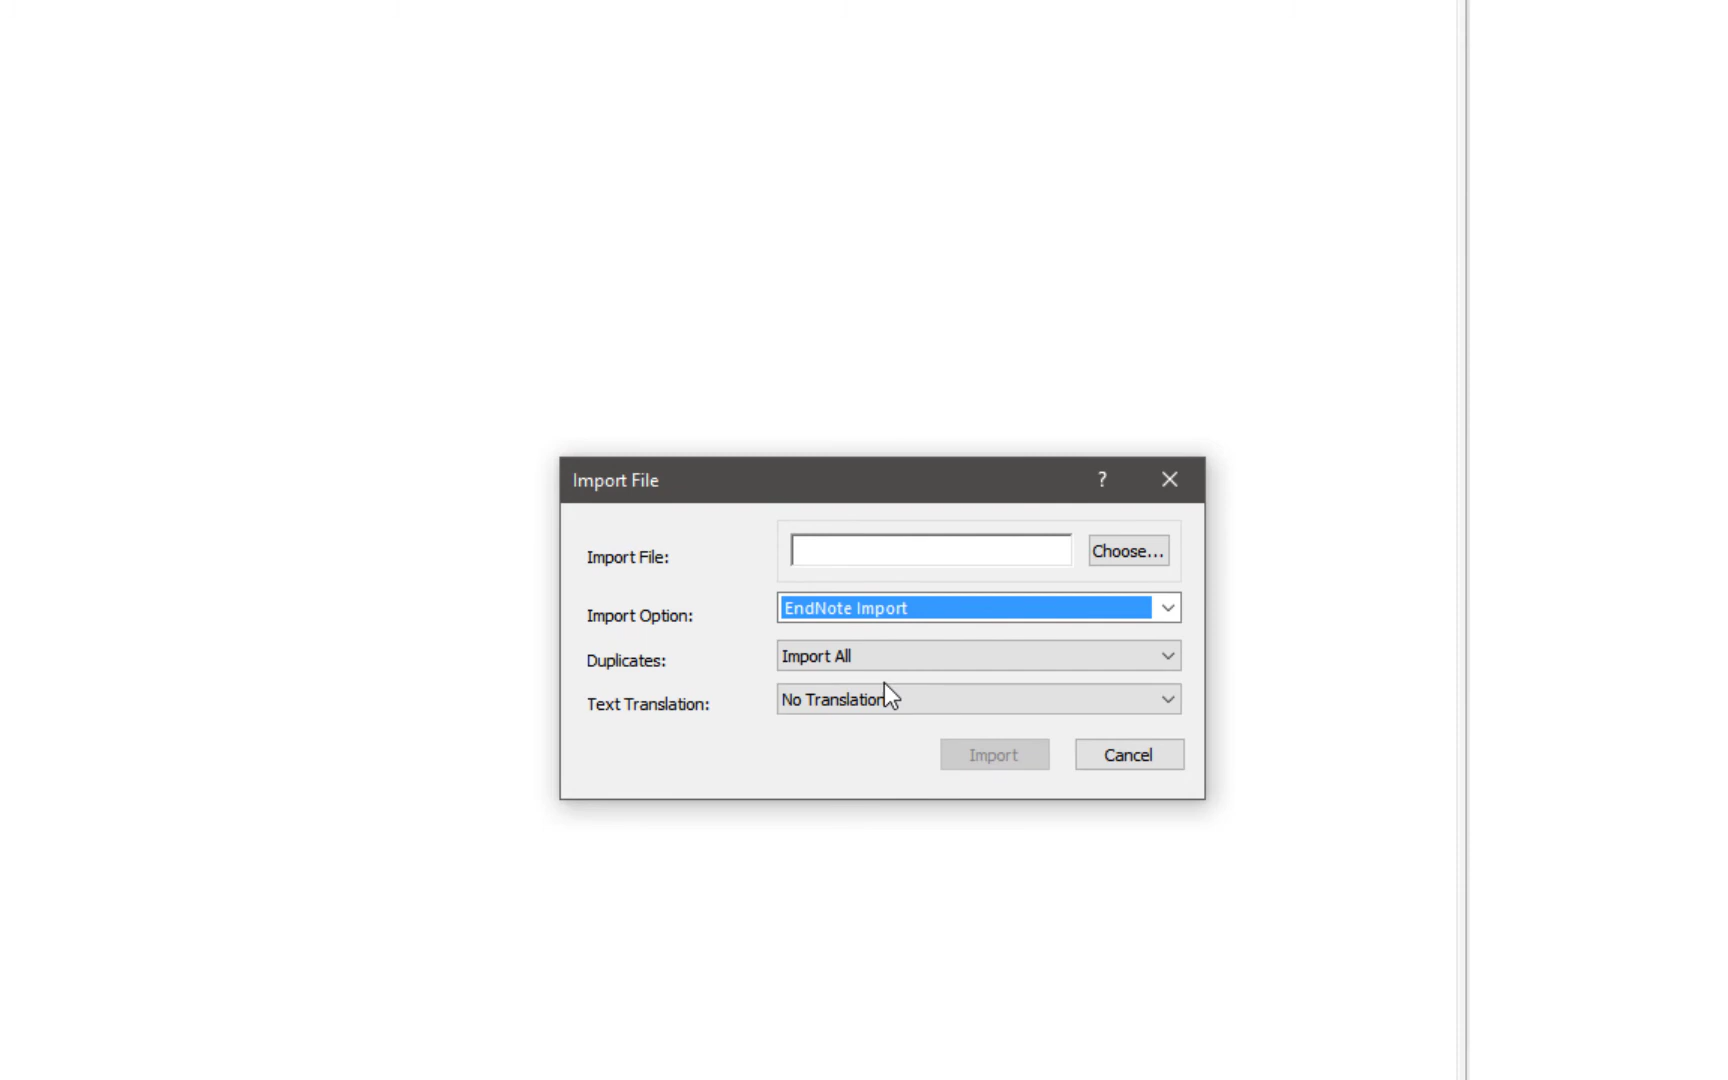 Import File
?
Import File:
Choose...
Import Option:
EndNote Import
Duplicates:
Import All
Text Translation:
No Translation
Import
Cancel